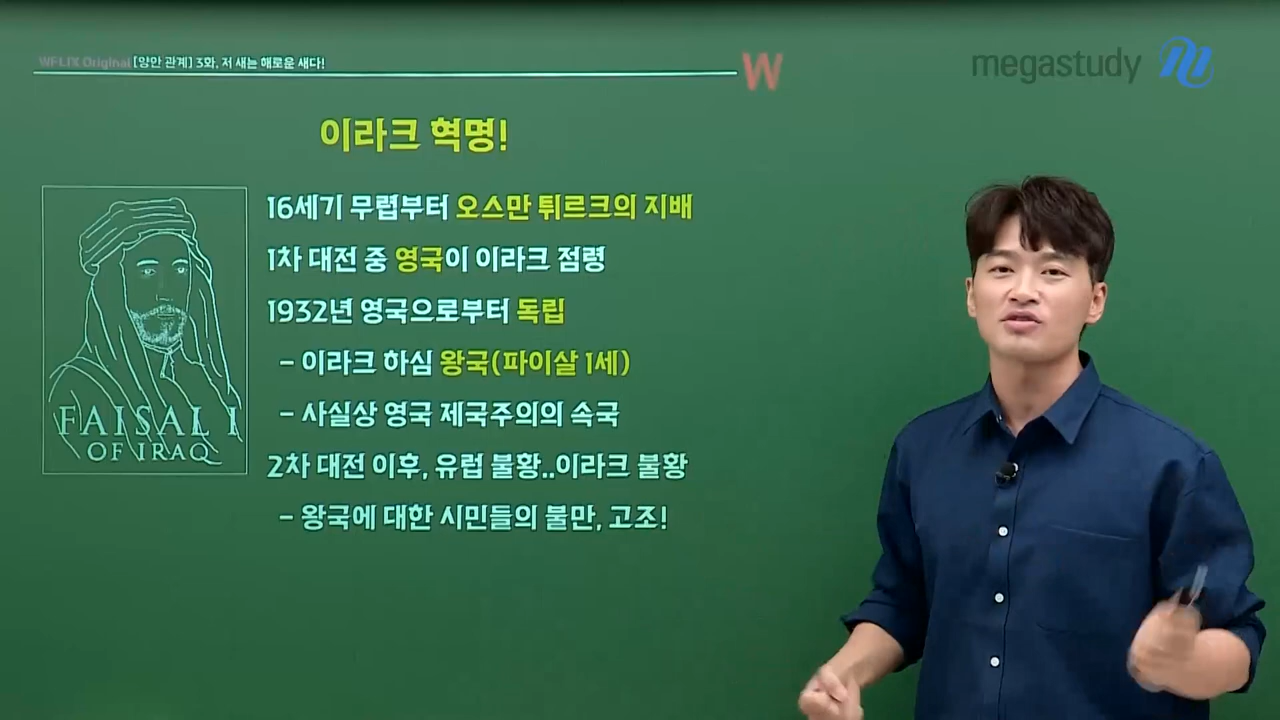 WFLIX Original [양안 관계] 3화, 저 새는 해로운 새다!
W
megastudy
이라크 혁명!
16세기 무렵부터 오스만 튀르크의 지배
1차 대전 중 영국이 이라크 점령
1932년 영국으로부터 독립
- 이라크 하심 왕국(파이살 1세)
- 사실상 영국 제국주의의 속국
2차 대전 이후, 유럽 불황..이라크 불황
- 왕국에 대한 시민들의 불만, 고조!
FAISAL I
OF IRAQ